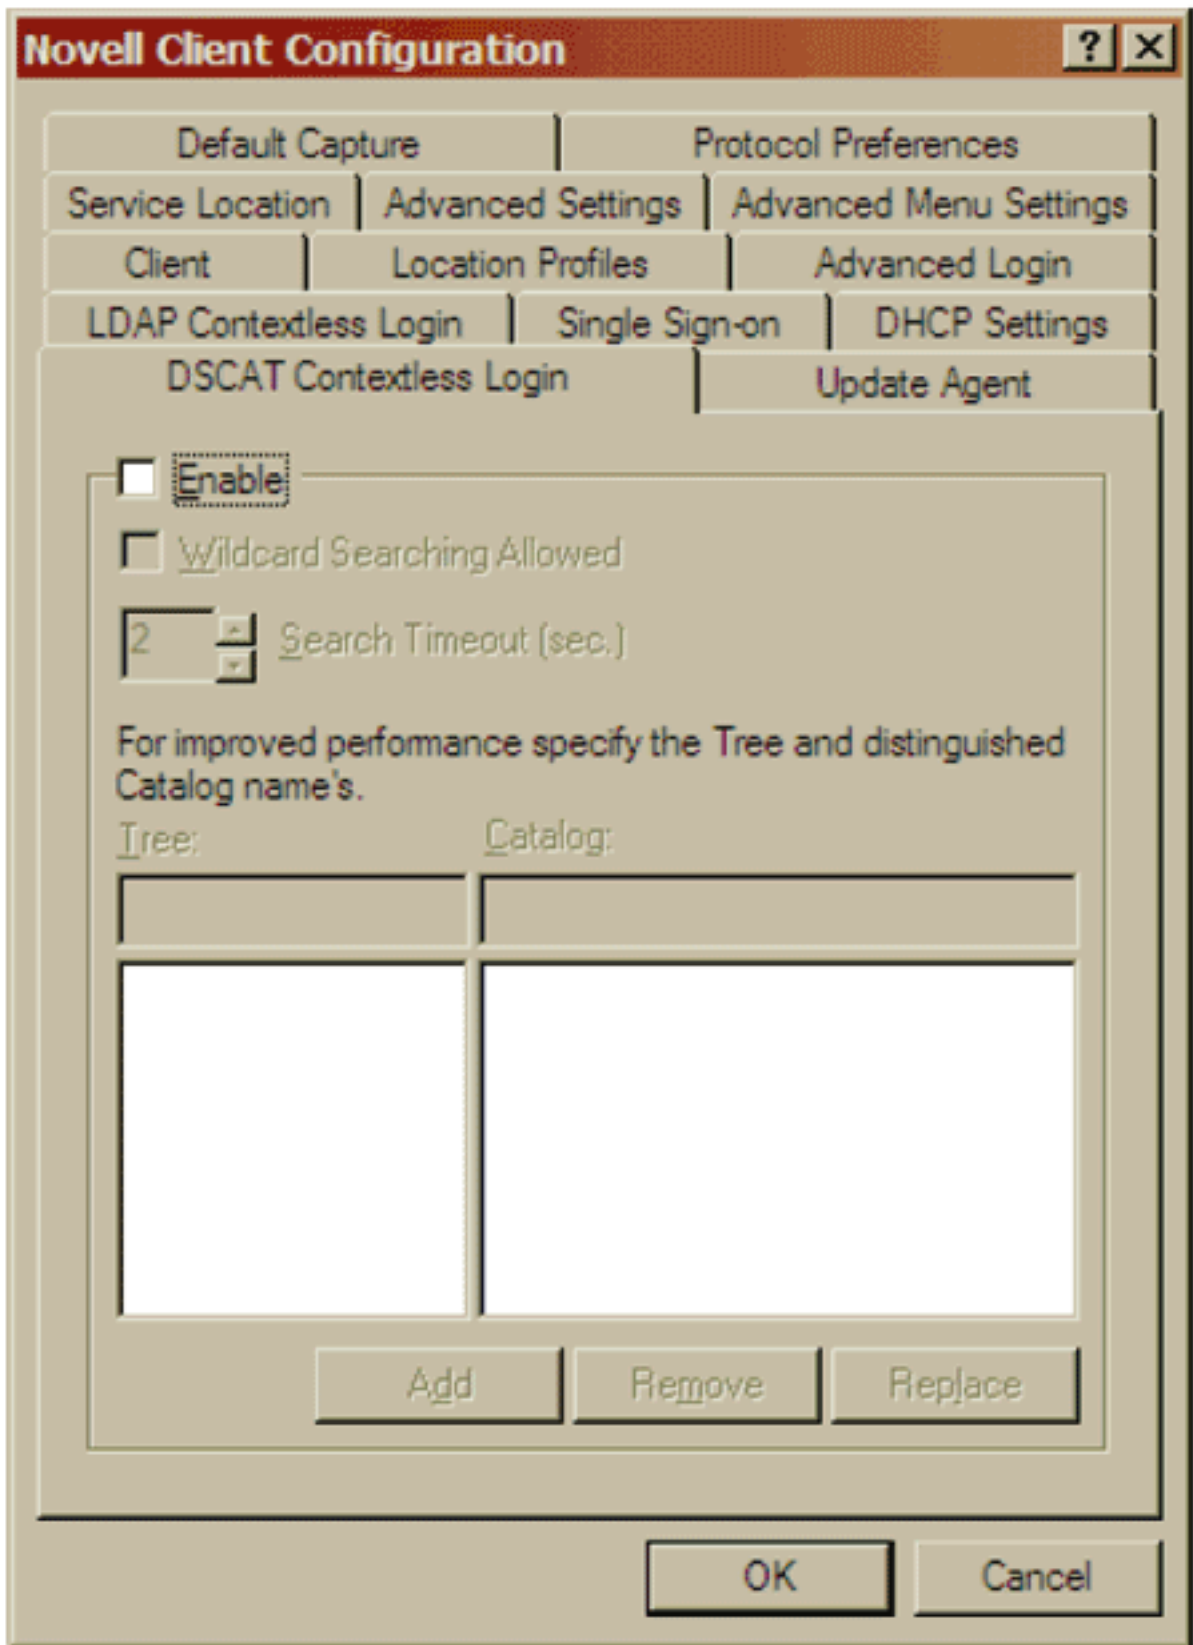 Novell Client Configuration
Default Capture Protocol Preferences
Service Location Advanced Settings Advanced Menu Settings
Client Location Profiles Advanced Login
LDAP Contextless Login Single Sign-on DHCP Settings
DSCAT Contextless Login Update Agent
Enable
Wildcard Searching Allowed
2 Search Timeout (sec.)
For improved performance specify the Tree and distinguished
Catalog name's.
Tree: Catalog:
Add Remove Replace
OK Cancel